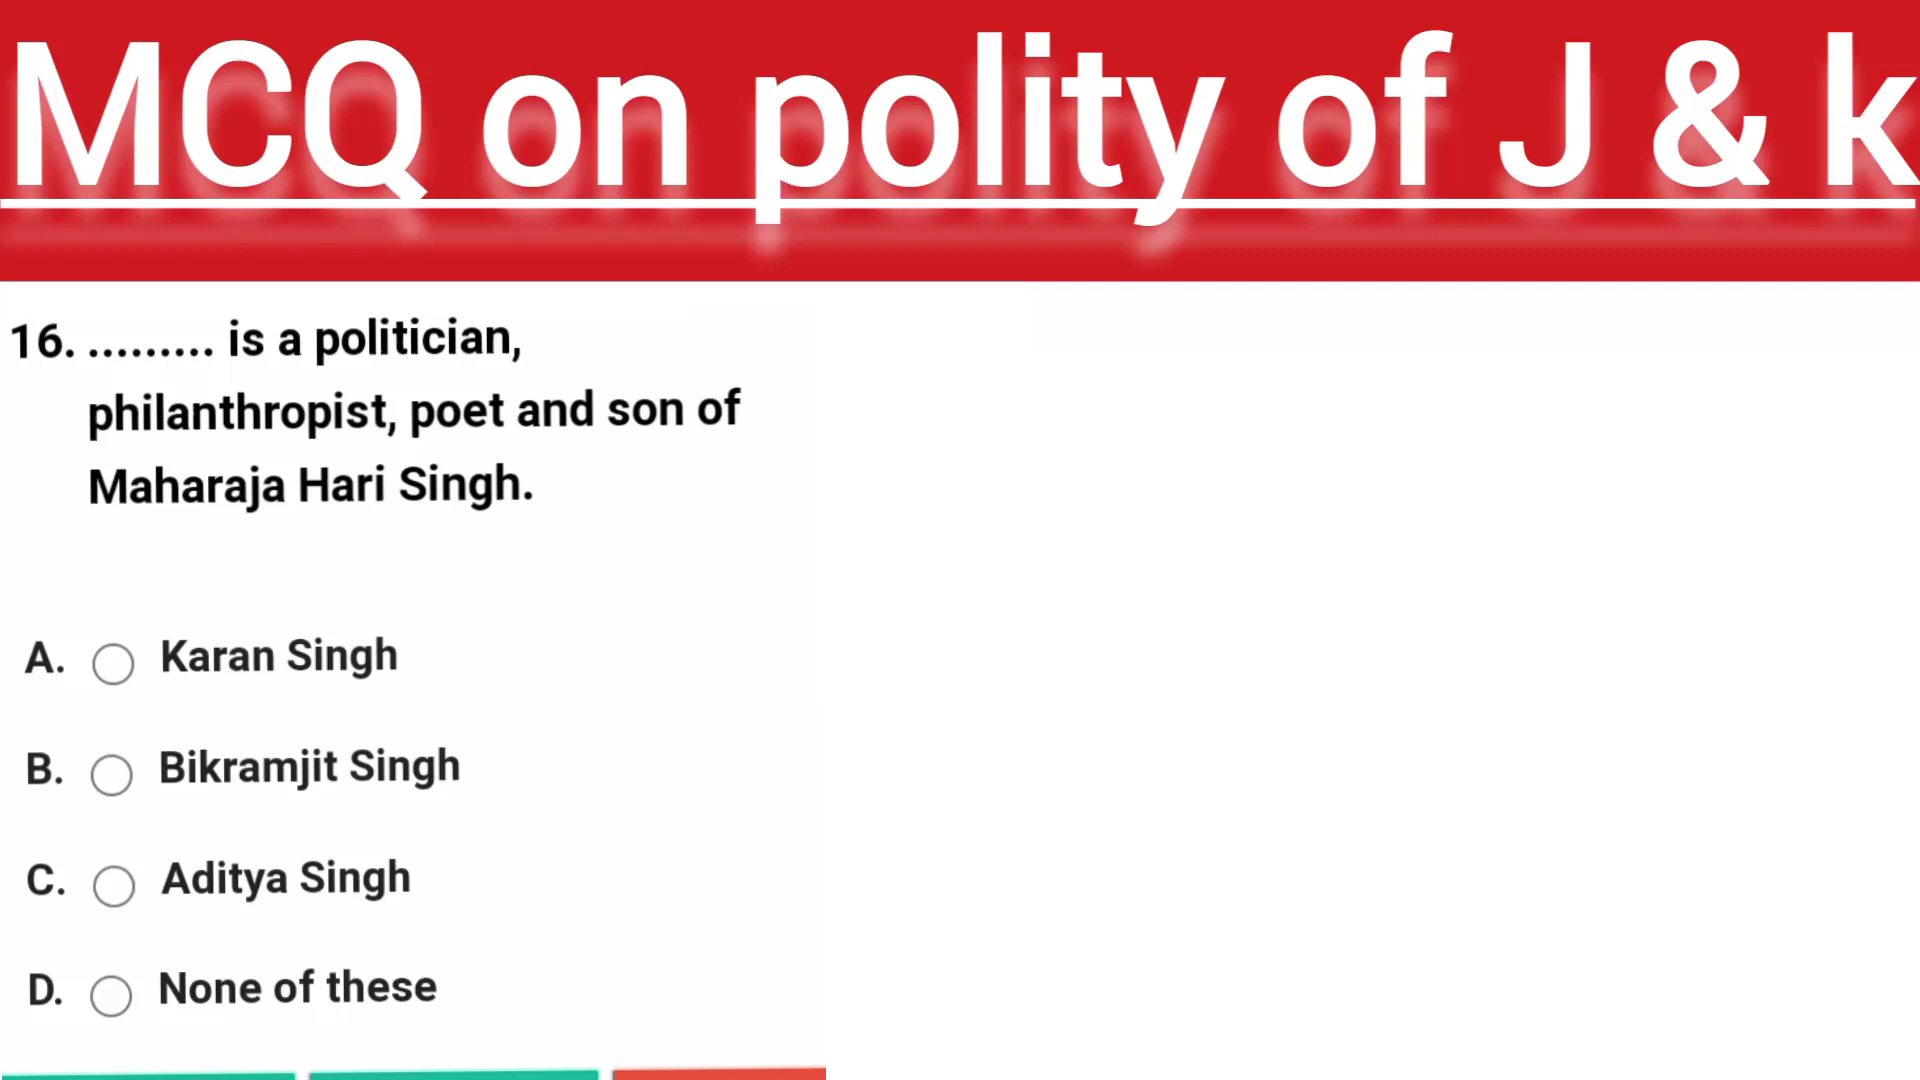 MCQ on polity of J & k
16. ......... is a politician,
philanthropist, poet and son of
Maharaja Hari Singh.
A. Karan Singh
B. Bikramjit Singh
C. Aditya Singh
D. None of these